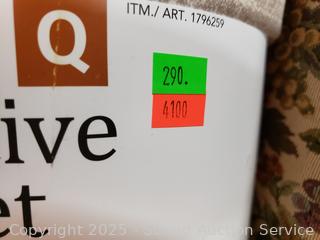 ITM./ ART. 1796259
Q
290.
4100
ive
et
Copyright 2025 -
Auction Service